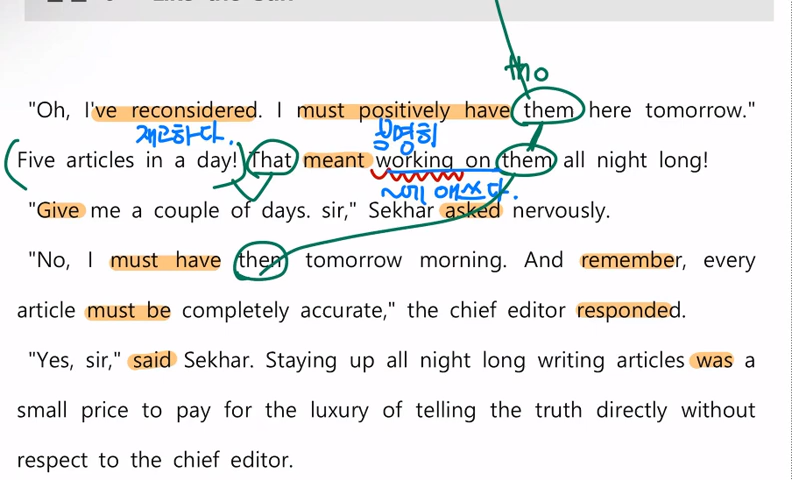 tho
"Oh, I've reconsidered. I must positively have them here tomorrow."
재고하다. 분명히
Five articles in a day! That meant working on them all night long!
~에 애쓰다.
"Give me a couple of days. sir," Sekhar asked nervously.
"No, I must have them tomorrow morning. And remember, every
article must be completely accurate," the chief editor responded.
"Yes, sir," said Sekhar. Staying up all night long writing articles was a
small price to pay for the luxury of telling the truth directly without
respect to the chief editor.